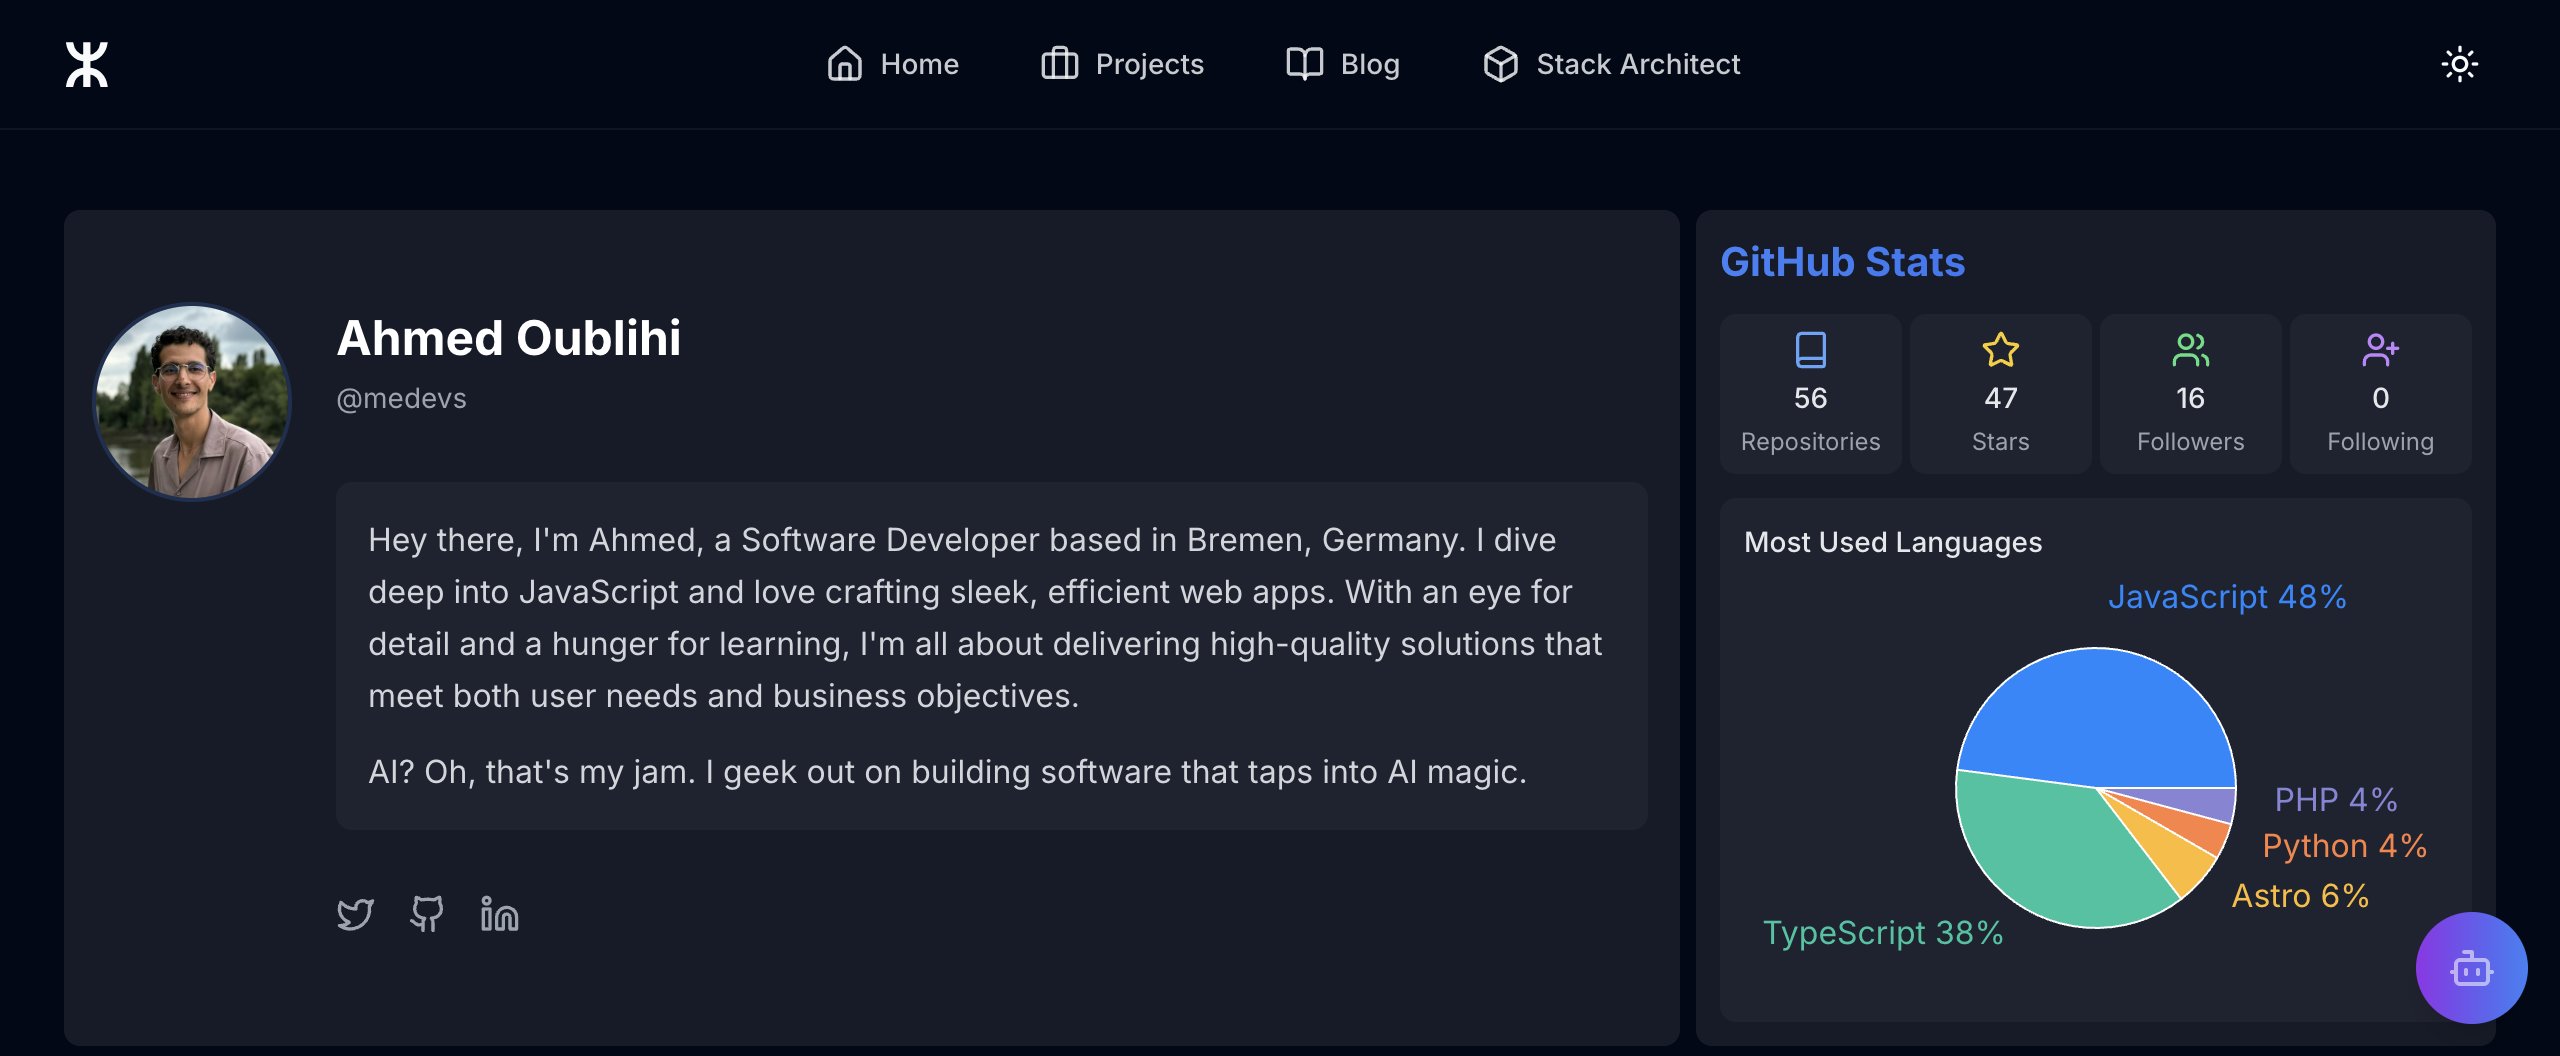 Home
Projects
Blog
Stack Architect
Ahmed Oublihi
@medevs
Hey there, I'm Ahmed, a Software Developer based in Bremen, Germany. I dive
deep into JavaScript and love crafting sleek, efficient web apps. With an eye for
detail and a hunger for learning, I'm all about delivering high-quality solutions that
meet both user needs and business objectives.
AI? Oh, that's my jam. I geek out on building software that taps into AI magic.
GitHub Stats
56
Repositories
47
Stars
16
Followers
0
Following
Most Used Languages
JavaScript 48%
PHP 4%
Python 4%
Astro 6%
TypeScript 38%